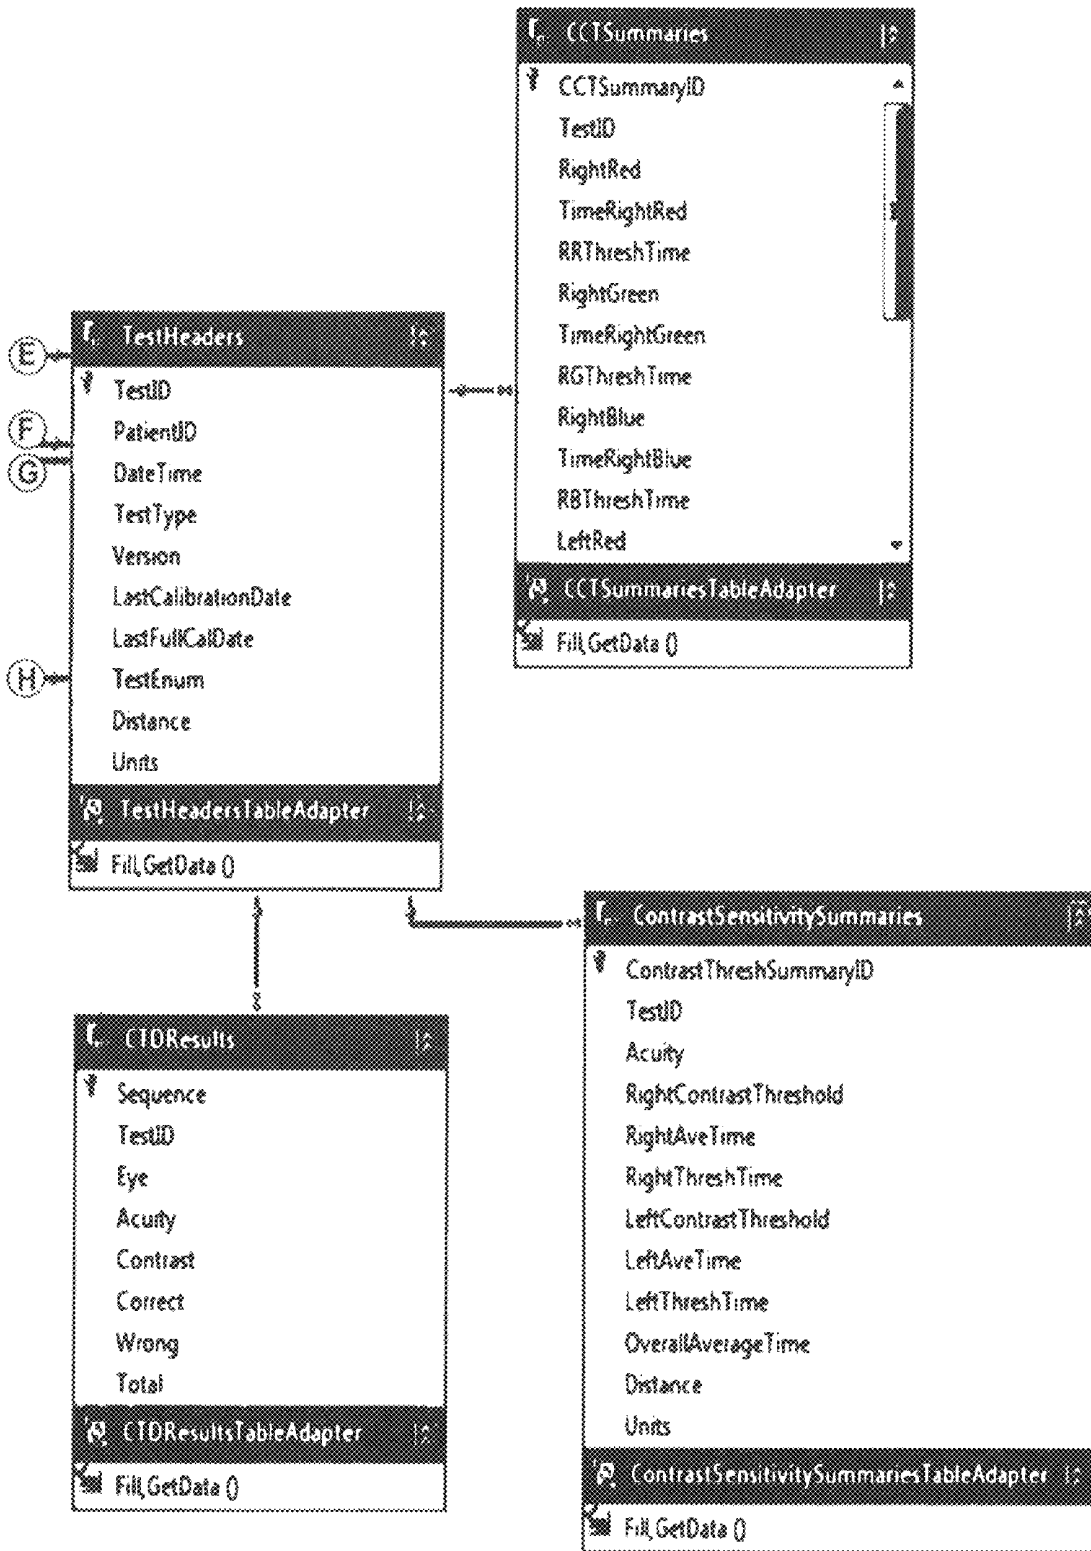 CCTSummaries
CCTSummaryID
TestID
RightRed
TimeRightRed
RRThreshTime
RightGreen
TimeRightGreen
RGThreshTime
RightBlue
TimeRightBlue
RBThreshTime
LeftRed
CCTSummariesTableAdapter
Fill,GetData ()
E
F
G
H
TestHeaders
TestID
PatientID
DateTime
TestType
Version
LastCalibrationDate
LastFullCalDate
TestEnum
Distance
Units
TestHeadersTableAdapter
Fill,GetData ()
CTDResults
Sequence
TestID
Eye
Acuity
Contrast
Correct
Wrong
Total
CTDResultsTableAdapter
Fill,GetData ()
ContrastSensitivitySummaries
ContrastThreshSummaryID
TestID
Acuity
RightContrastThreshold
RightAveTime
RightThreshTime
LeftContrastThreshold
LeftAveTime
LeftThreshTime
OverallAverageTime
Distance
Units
ContrastSensitivitySummariesTableAdapter
Fill,GetData ()